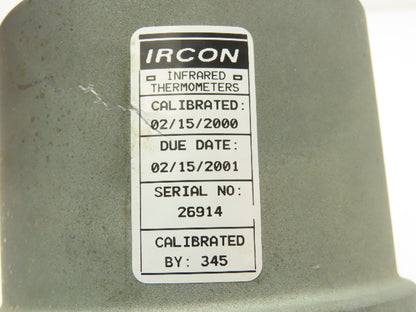 IRCON
INFRARED
THERMOMETERS
CALIBRATED:
02/15/2000
DUE DATE:
02/15/2001
SERIAL NO:
26914
CALIBRATED
BY: 345